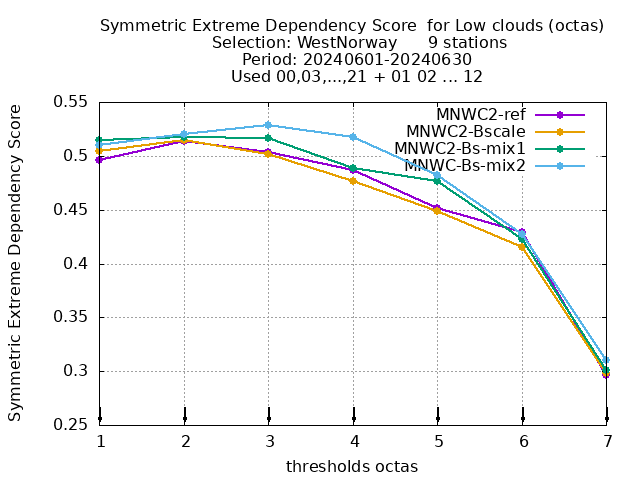 Symmetric Extreme Dependency Score  for Low clouds (octas)
Selection: WestNorway      9 stations
Period: 20240601-20240630
Used 00,03,...,21 + 01 02 ... 12
MNWC2-ref
MNWC2-Bscale
MNWC2-Bs-mix1
MNWC-Bs-mix2
Symmetric Extreme Dependency Score
0.55
0.5
0.45
0.4
0.35
0.3
0.25
1 2 3 4 5 6 7
thresholds octas